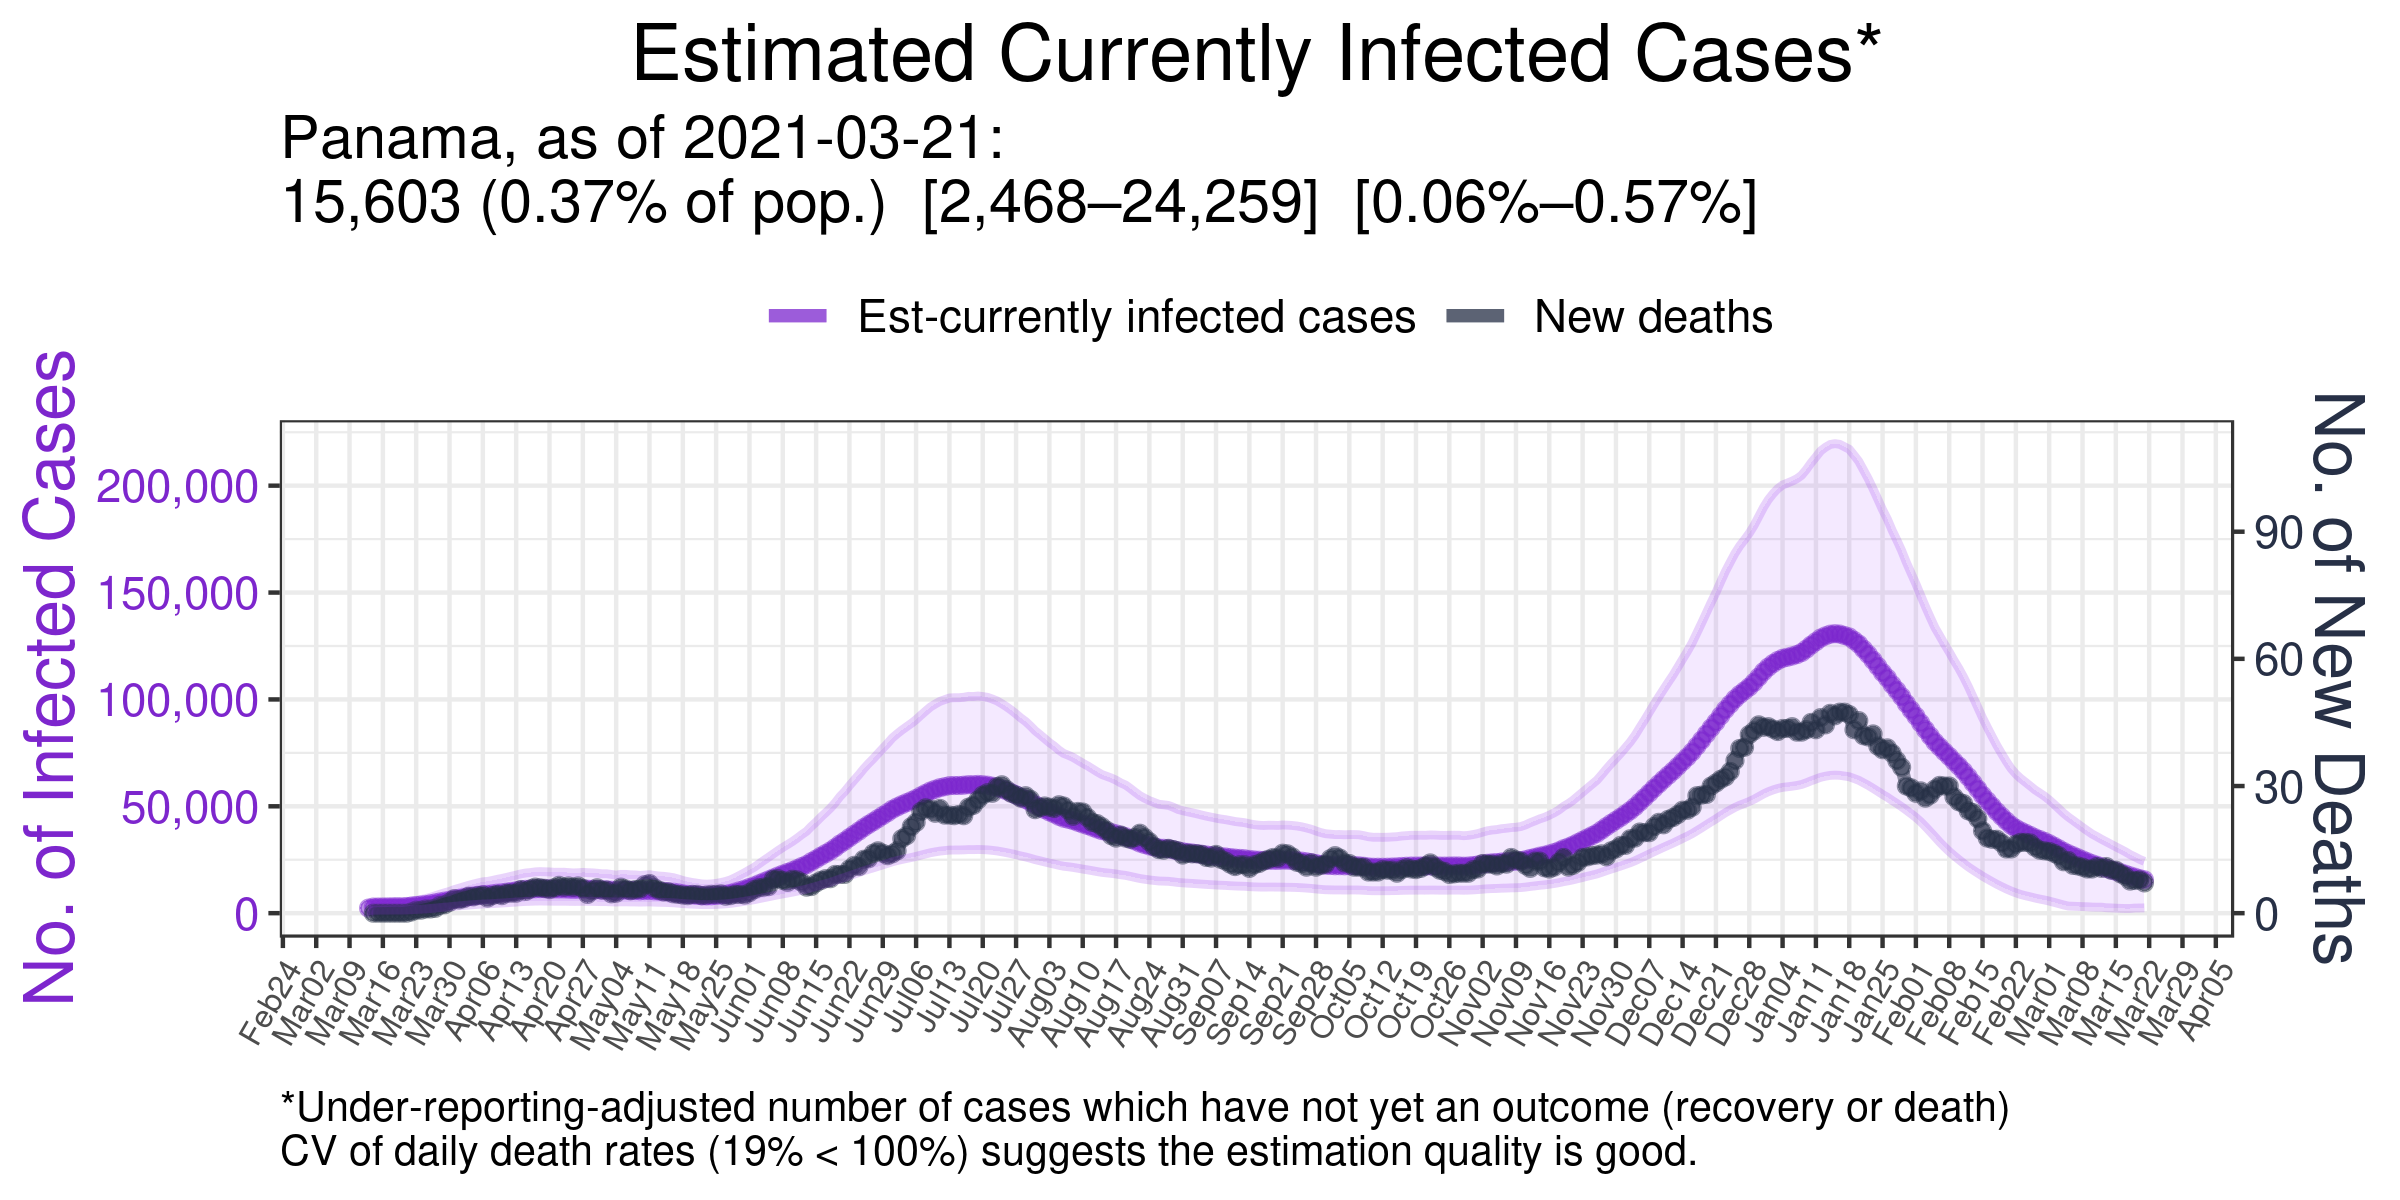 Estimated Currently Infected Cases*
Panama, as of 2021-03-21:
15,603 (0.37% of pop.) [2,468–24,259] [0.06%–0.57%]
Est-currently infected cases New deaths
No. of Infected Cases
200,000
150,000
100,000
50,000
0
90
60
30
0
No. of New Deaths
Feb24 Mar02 Mar09 Mar16 Mar23 Mar30 Apr06 Apr13 Apr20 Apr27 May04 May11 May18 May25 Jun01 Jun08 Jun15 Jun22 Jun29 Jul06 Jul13 Jul20 Jul27 Aug03 Aug10 Aug17 Aug24 Aug31 Sep07 Sep14 Sep21 Sep28 Oct05 Oct12 Oct19 Oct26 Nov02 Nov09 Nov16 Nov23 Nov30 Dec07 Dec14 Dec21 Dec28 Jan04 Jan11 Jan18 Jan25 Feb01 Feb08 Feb15 Feb22 Mar01 Mar08 Mar15 Mar22 Mar29 Apr05
*Under-reporting-adjusted number of cases which have not yet an outcome (recovery or death)
CV of daily death rates (19% < 100%) suggests the estimation quality is good.